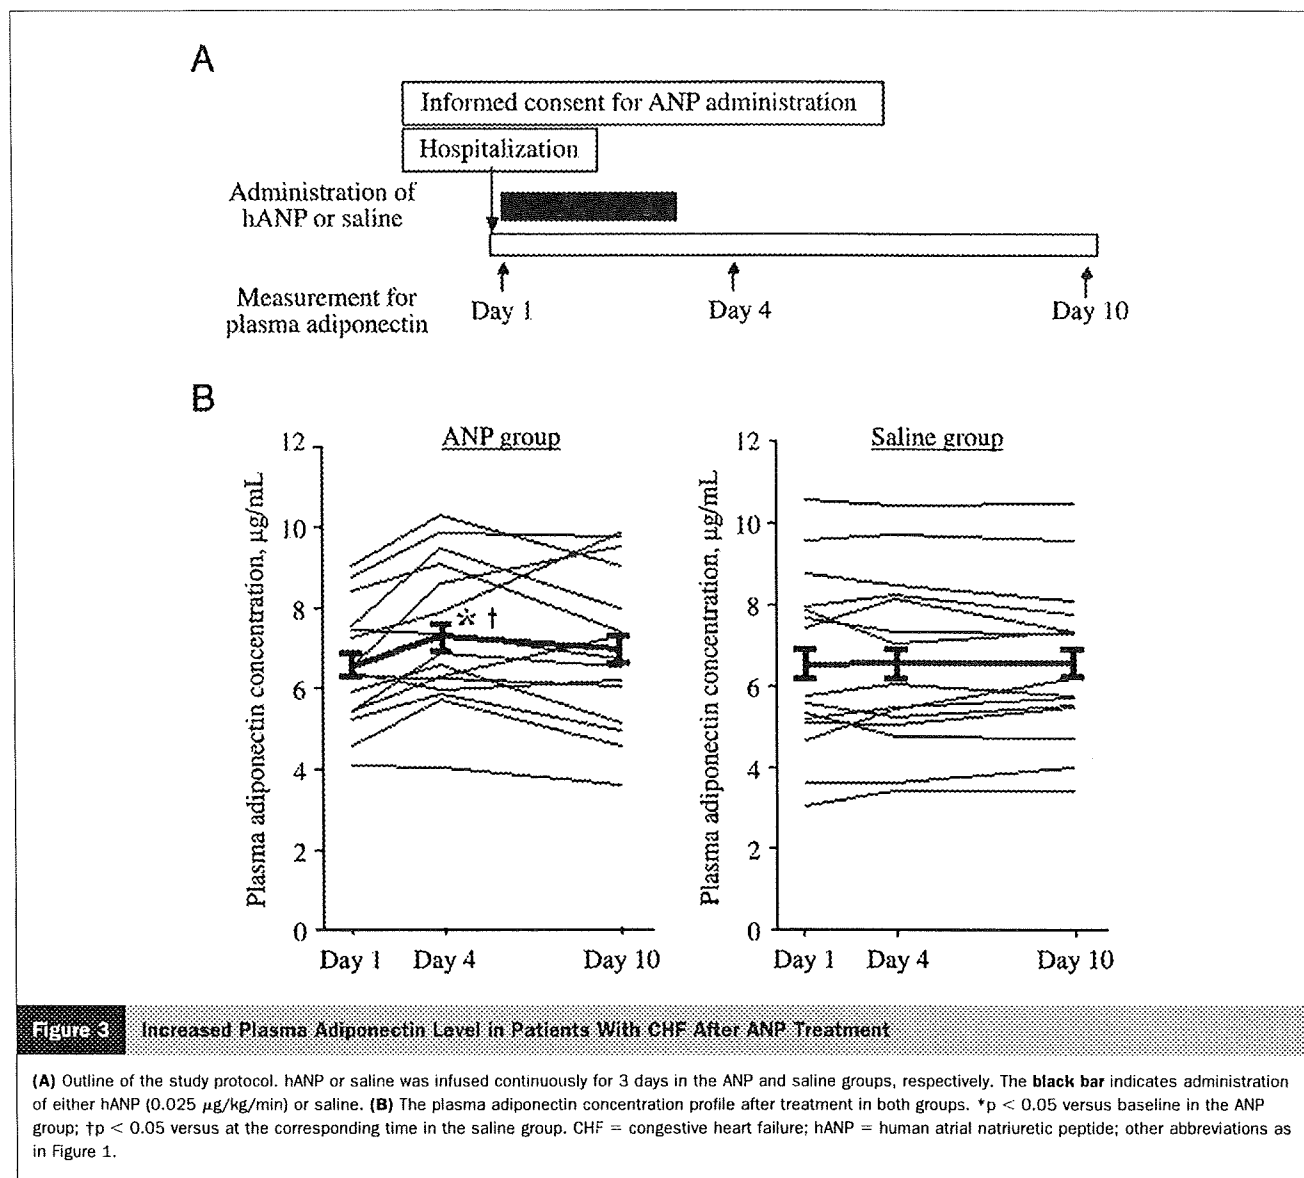 A
Informed consent for ANP administration
Hospitalization
Administration of
hANP or saline
Measurement for
plasma adiponectin
Day 1
Day 4
Day 10
B
ANP group
Plasma adiponectin concentration, µg/mL
12
10
8
6
4
2
0
* †
Day 1
Day 4
Day 10
Saline group
Plasma adiponectin concentration, µg/mL
12
10
8
6
4
2
0
Day 1
Day 4
Day 10
Figure 3 Increased Plasma Adiponectin Level in Patients With CHF After ANP Treatment
(A) Outline of the study protocol. hANP or saline was infused continuously for 3 days in the ANP and saline groups, respectively. The black bar indicates administration
of either hANP (0.025 µg/kg/min) or saline. (B) The plasma adiponectin concentration profile after treatment in both groups. *p < 0.05 versus baseline in the ANP
group; †p < 0.05 versus at the corresponding time in the saline group. CHF = congestive heart failure; hANP = human atrial natriuretic peptide; other abbreviations as
in Figure 1.